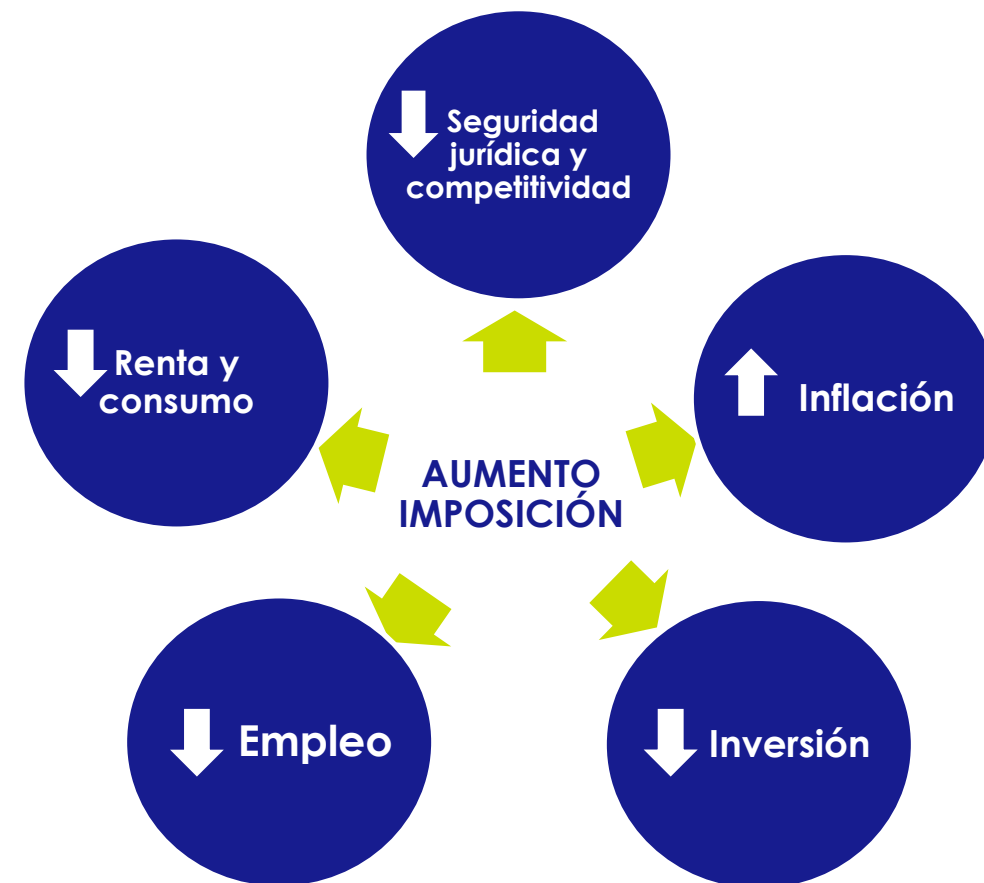 Seguridad
jurídica y
competitividad
Renta y
consumo
Inflación
AUMENTO
IMPOSICIÓN
Empleo
Inversión